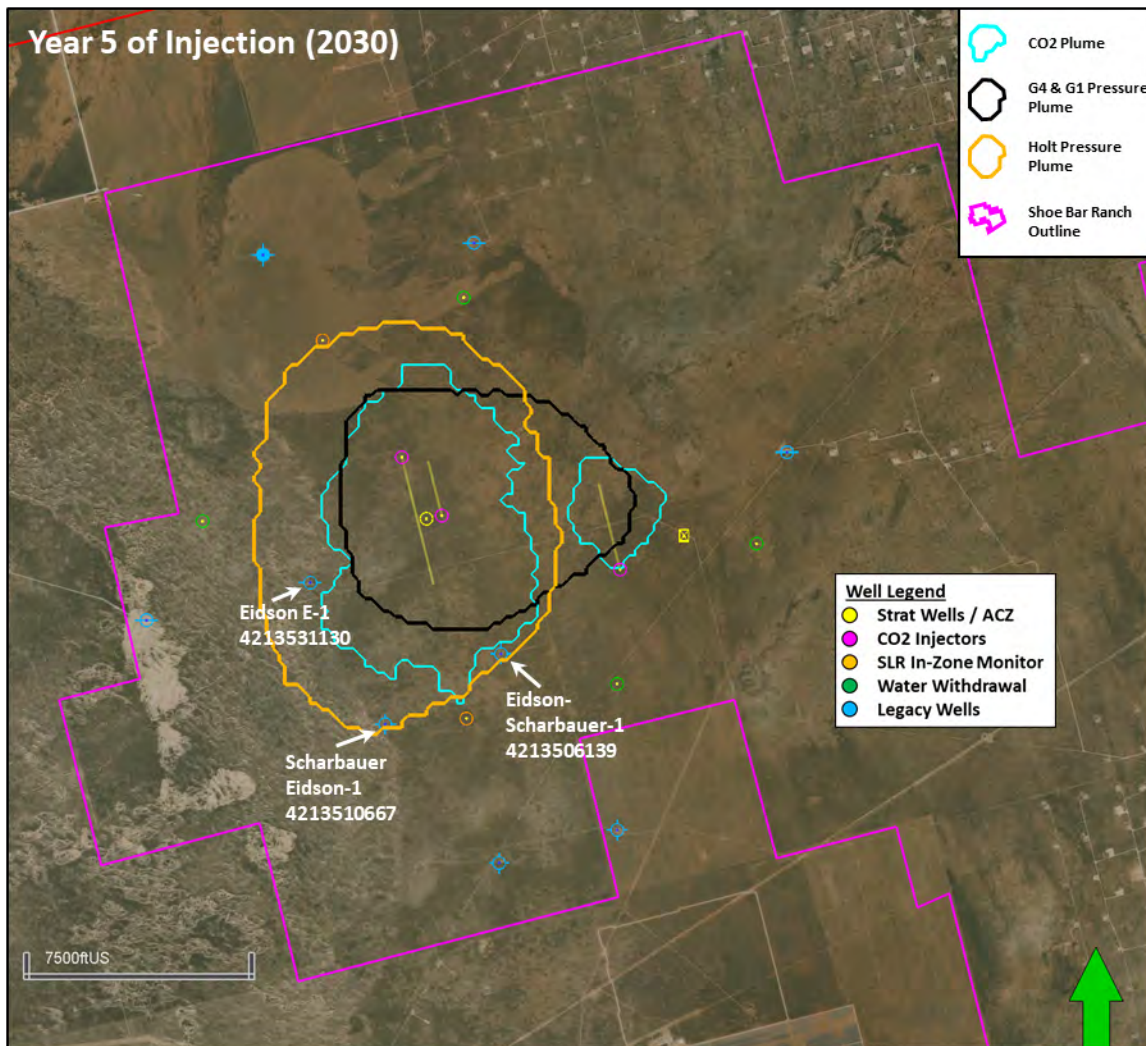 Year 5 of Injection (2030)
CO2 Plume
G4 & G1 Pressure
Plume
Holt Pressure
Plume
Shoe Bar Ranch
Outline
Eidson E-1
4213531130
Eidson-
Scharbauer-1
4213506139
Scharbauer
Eidson-1
4213510667
Well Legend
Strat Wells / ACZ
CO2 Injectors
SLR In-Zone Monitor
Water Withdrawal
Legacy Wells
7500ftUS